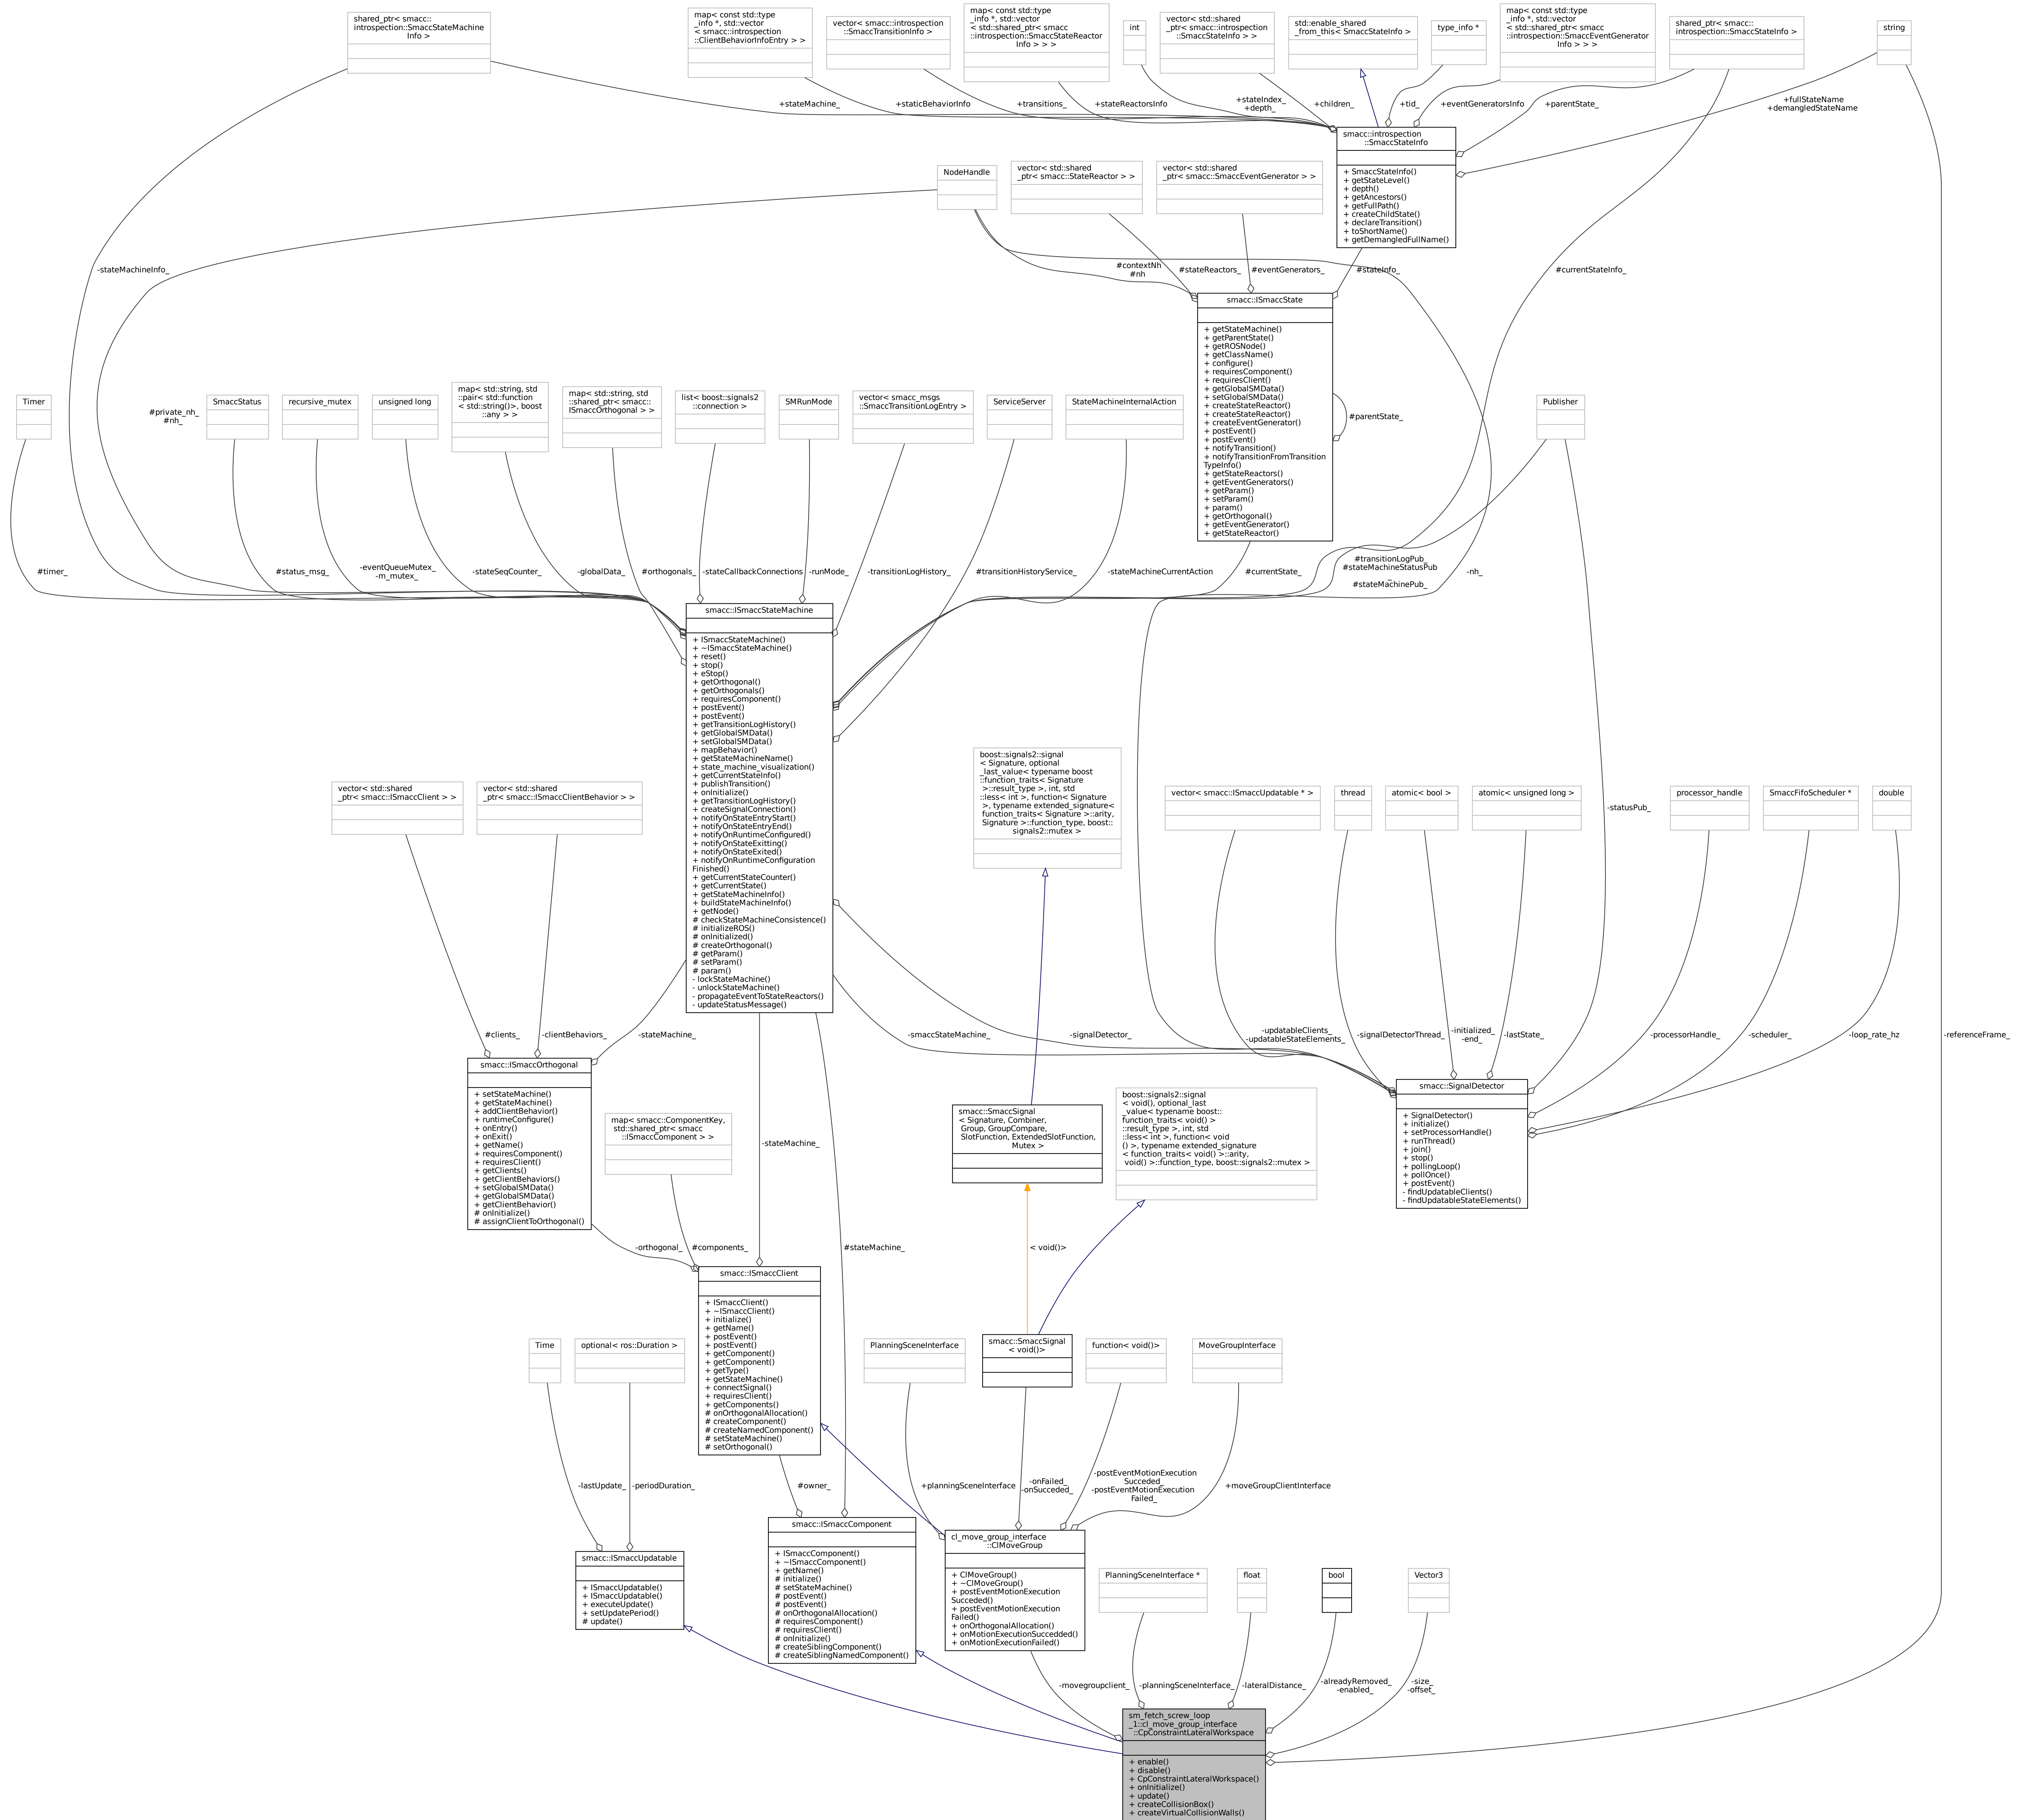 shared_ptr< smacc::
introspection::SmaccStateMachine
Info >
map< const std::type
_info *, std::vector
< smacc::introspection
::ClientBehaviorInfoEntry > >
vector< smacc::introspection
::SmaccTransitionInfo >
map< const std::type
_info *, std::vector
< std::shared_ptr< smacc
::introspection::SmaccStateReactor
Info > > >
int
vector< std::shared
_ptr< smacc::introspection
::SmaccStateInfo > >
std::enable_shared
_from_this< SmaccStateInfo >
type_info *
map< const std::type
_info *, std::vector
< std::shared_ptr< smacc
::introspection::SmaccEventGenerator
Info > > >
shared_ptr< smacc::
introspection::SmaccStateInfo >
string
+stateMachine_
+staticBehaviorInfo
+transitions_
+stateReactorsInfo
+stateIndex_
+depth_
+children_
+tid_
+eventGeneratorsInfo
+parentState_
+fullStateName
+demangledStateName
smacc::introspection
::SmaccStateInfo
+ SmaccStateInfo()
+ getStateLevel()
+ depth()
+ getAncestors()
+ getFullPath()
+ createChildState()
+ declareTransition()
+ toShortName()
+ getDemangledFullName()
NodeHandle
vector< std::shared
_ptr< smacc::StateReactor > >
vector< std::shared
_ptr< smacc::SmaccEventGenerator > >
-stateMachineInfo_
#contextNh
#nh
#stateReactors_
#eventGenerators_
#stateInfo_
#currentStateInfo_
smacc::ISmaccState
+ getStateMachine()
+ getParentState()
+ getROSNode()
+ getClassName()
+ configure()
+ requiresComponent()
+ requiresClient()
+ getGlobalSMData()
+ setGlobalSMData()
+ createStateReactor()
+ createStateReactor()
+ createEventGenerator()
+ postEvent()
+ postEvent()
+ notifyTransition()
+ notifyTransitionFromTransition
TypeInfo()
+ getStateReactors()
+ getEventGenerators()
+ getParam()
+ setParam()
+ param()
+ getOrthogonal()
+ getEventGenerator()
+ getStateReactor()
#parentState_
Timer
#private_nh_
#nh_
SmaccStatus
recursive_mutex
unsigned long
map< std::string, std
::pair< std::function
< std::string()>, boost
::any > >
map< std::string, std
::shared_ptr< smacc::
ISmaccOrthogonal > >
list< boost::signals2
::connection >
SMRunMode
vector< smacc_msgs
::SmaccTransitionLogEntry >
ServiceServer
StateMachineInternalAction
Publisher
#timer_
#status_msg_
-eventQueueMutex_
-m_mutex_
-stateSeqCounter_
-globalData_
#orthogonals_
-stateCallbackConnections
-runMode_
-transitionLogHistory_
#transitionHistoryService_
-stateMachineCurrentAction
#currentState_
#transitionLogPub_
#stateMachineStatusPub
_
#stateMachinePub_
-nh_
smacc::ISmaccStateMachine
+ ISmaccStateMachine()
+ ~ISmaccStateMachine()
+ reset()
+ stop()
+ eStop()
+ getOrthogonal()
+ getOrthogonals()
+ requiresComponent()
+ postEvent()
+ postEvent()
+ getTransitionLogHistory()
+ getGlobalSMData()
+ setGlobalSMData()
+ mapBehavior()
+ getStateMachineName()
+ state_machine_visualization()
+ getCurrentStateInfo()
+ publishTransition()
+ onInitialize()
+ getTransitionLogHistory()
+ createSignalConnection()
+ notifyOnStateEntryStart()
+ notifyOnStateEntryEnd()
+ notifyOnRuntimeConfigured()
+ notifyOnStateExitting()
+ notifyOnStateExited()
+ notifyOnRuntimeConfiguration
Finished()
+ getCurrentStateCounter()
+ getCurrentState()
+ getStateMachineInfo()
+ buildStateMachineInfo()
+ getNode()
# checkStateMachineConsistence()
# initializeROS()
# onInitialized()
# createOrthogonal()
# getParam()
# setParam()
# param()
- lockStateMachine()
- unlockStateMachine()
- propagateEventToStateReactors()
- updateStatusMessage()
vector< std::shared
_ptr< smacc::ISmaccClient > >
vector< std::shared
_ptr< smacc::ISmaccClientBehavior > >
boost::signals2::signal
< Signature, optional
_last_value< typename boost
::function_traits< Signature
>::result_type >, int, std
::less< int >, function< Signature
>, typename extended_signature<
function_traits< Signature >::arity,
Signature >::function_type, boost::
signals2::mutex >
vector< smacc::ISmaccUpdatable * >
thread
atomic< bool >
atomic< unsigned long >
-statusPub_
processor_handle
SmaccFifoScheduler *
double
#clients_
-clientBehaviors_
-stateMachine_
-smaccStateMachine_
-signalDetector_
-updatableClients_
-updatableStateElements_
-signalDetectorThread_
-initialized_
-end_
-lastState_
-processorHandle_
-scheduler_
-loop_rate_hz
-referenceFrame_
smacc::ISmaccOrthogonal
+ setStateMachine()
+ getStateMachine()
+ addClientBehavior()
+ runtimeConfigure()
+ onEntry()
+ onExit()
+ getName()
+ requiresComponent()
+ requiresClient()
+ getClients()
+ getClientBehaviors()
+ setGlobalSMData()
+ getGlobalSMData()
+ getClientBehavior()
# onInitialize()
# assignClientToOrthogonal()
map< smacc::ComponentKey,
std::shared_ptr< smacc
::ISmaccComponent > >
-stateMachine_
smacc::SmaccSignal
< Signature, Combiner,
Group, GroupCompare,
SlotFunction, ExtendedSlotFunction,
Mutex >
boost::signals2::signal
< void(), optional_last
_value< typename boost::
function_traits< void() >
::result_type >, int, std
::less< int >, function< void
() >, typename extended_signature
< function_traits< void() >::arity,
void() >::function_type, boost::signals2::mutex >
smacc::SignalDetector
+ SignalDetector()
+ initialize()
+ setProcessorHandle()
+ runThread()
+ join()
+ stop()
+ pollingLoop()
+ pollOnce()
+ postEvent()
- findUpdatableClients()
- findUpdatableStateElements()
-orthogonal_
#components_
#stateMachine_
< void()>
smacc::ISmaccClient
+ ISmaccClient()
+ ~ISmaccClient()
+ initialize()
+ getName()
+ postEvent()
+ postEvent()
+ getComponent()
+ getComponent()
+ getType()
+ getStateMachine()
+ connectSignal()
+ requiresClient()
+ getComponents()
# onOrthogonalAllocation()
# createComponent()
# createNamedComponent()
# setStateMachine()
# setOrthogonal()
Time
optional< ros::Duration >
PlanningSceneInterface
smacc::SmaccSignal
< void()>
function< void()>
MoveGroupInterface
-lastUpdate_
-periodDuration_
#owner_
+planningSceneInterface
-onFailed_
-onSucceded_
-postEventMotionExecution
Succeded_
-postEventMotionExecution
Failed_
+moveGroupClientInterface
smacc::ISmaccUpdatable
+ ISmaccUpdatable()
+ ISmaccUpdatable()
+ executeUpdate()
+ setUpdatePeriod()
# update()
smacc::ISmaccComponent
+ ISmaccComponent()
+ ~ISmaccComponent()
+ getName()
# initialize()
# setStateMachine()
# postEvent()
# postEvent()
# onOrthogonalAllocation()
# requiresComponent()
# requiresClient()
# onInitialize()
# createSiblingComponent()
# createSiblingNamedComponent()
cl_move_group_interface
::ClMoveGroup
+ ClMoveGroup()
+ ~ClMoveGroup()
+ postEventMotionExecution
Succeded()
+ postEventMotionExecution
Failed()
+ onOrthogonalAllocation()
+ onMotionExecutionSuccedded()
+ onMotionExecutionFailed()
PlanningSceneInterface *
float
bool
Vector3
-movegroupclient_
-planningSceneInterface_
-lateralDistance_
-alreadyRemoved_
-enabled_
-size_
-offset_
sm_fetch_screw_loop
_1::cl_move_group_interface
::CpConstraintLateralWorkspace
+ enable()
+ disable()
+ CpConstraintLateralWorkspace()
+ onInitialize()
+ update()
+ createCollisionBox()
+ createVirtualCollisionWalls()